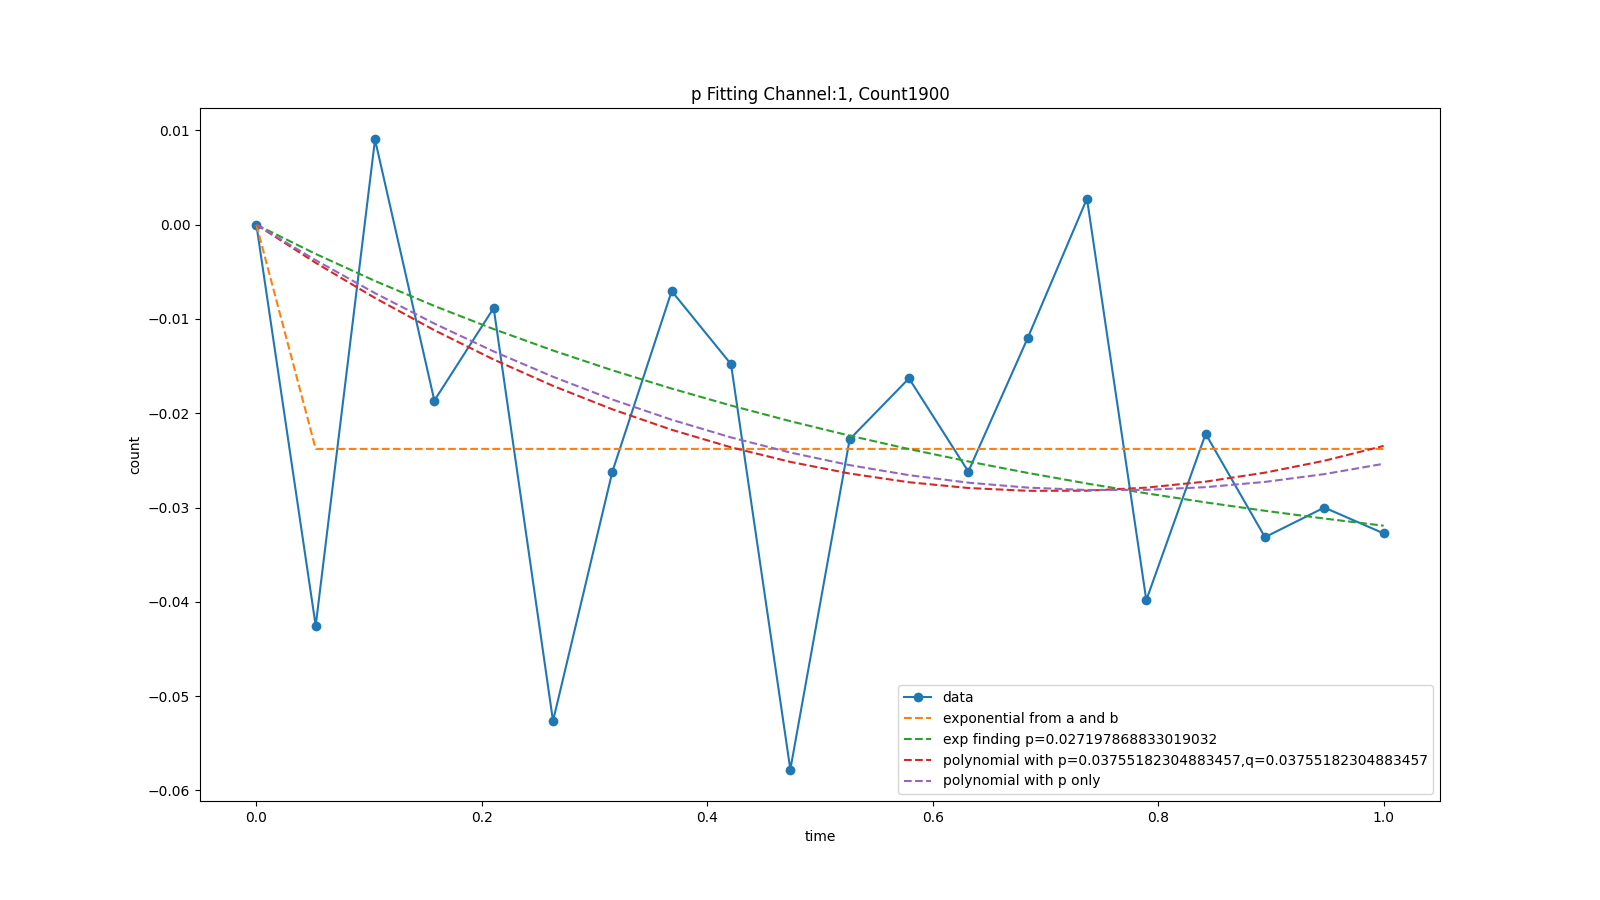 p Fitting Channel:1, Count1900
0.01
0.00
−0.01
−0.02
−0.03
−0.04
−0.05
−0.06
count
0.0
0.2
0.4
0.6
0.8
1.0
time
data
exponential from a and b
exp finding p=0.027197868833019032
polynomial with p=0.03755182304883457,q=0.03755182304883457
polynomial with p only